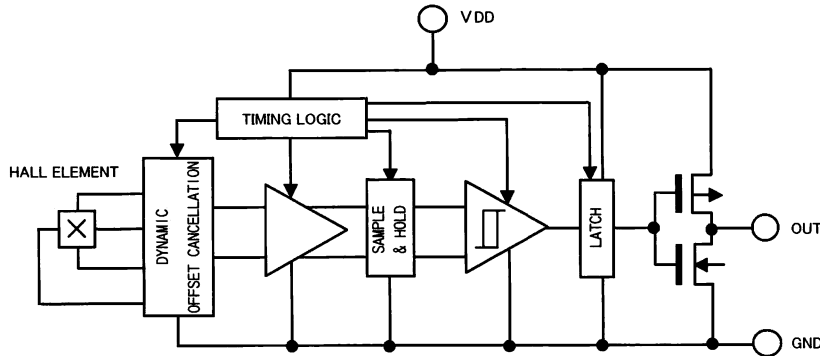 VDD
TIMING LOGIC
HALL ELEMENT
DYNAMIC
OFFSET CANCELLATION
SAMPLE
& HOLD
LATCH
OUT
GND